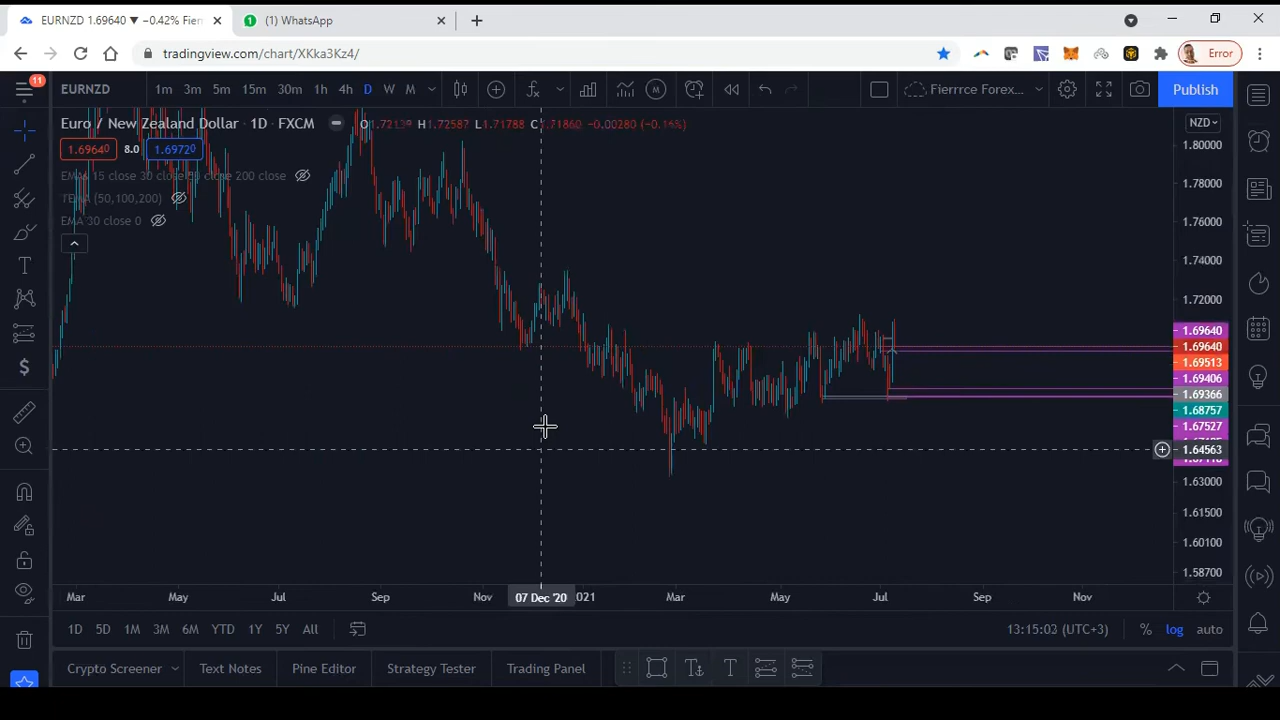 EURNZD 1.69640 ▼ −0.42% Fierr
(1) WhatsApp
tradingview.com/chart/XKka3Kz4/
Error
11
EURNZD 1m 3m 5m 15m 30m 1h 4h D W M
Fierrrce Forex...
Publish
Euro / New Zealand Dollar · 1D · FXCM
O1.72139 H1.72587 L1.71788 C1.71860 −0.00280 (−0.16%)
NZD
1.69640 8.0 1.69720
EMAs 15 close 30 close 50 close 200 close
TEMA (50,100,200)
EMA 30 close 0
1.80000
1.78000
1.76000
1.74000
1.72000
1.69640
1.69640
1.69513
1.69406
1.69366
1.68757
1.67527
1.64563
1.63000
1.61500
1.60100
1.58700
Mar May Jul Sep Nov 07 Dec '20 2021 Mar May Jul Sep Nov
1D 5D 1M 3M 6M YTD 1Y 5Y All
13:15:03 (UTC+3) % log auto
Crypto Screener Text Notes Pine Editor Strategy Tester Trading Panel